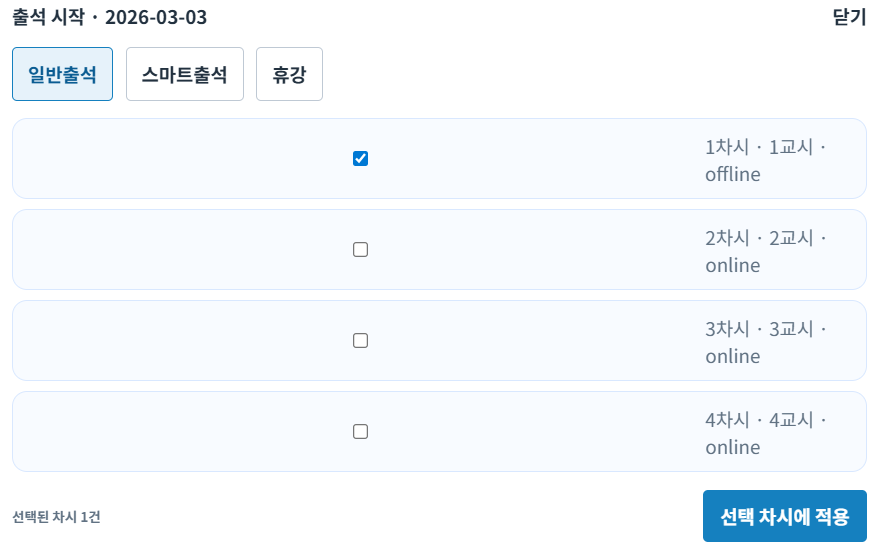 출석 시작 · 2026-03-03
닫기
일반출석
스마트출석
휴강
1차시 · 1교시 ·
offline
2차시 · 2교시 ·
online
3차시 · 3교시 ·
online
4차시 · 4교시 ·
online
선택된 차시 1건
선택 차시에 적용